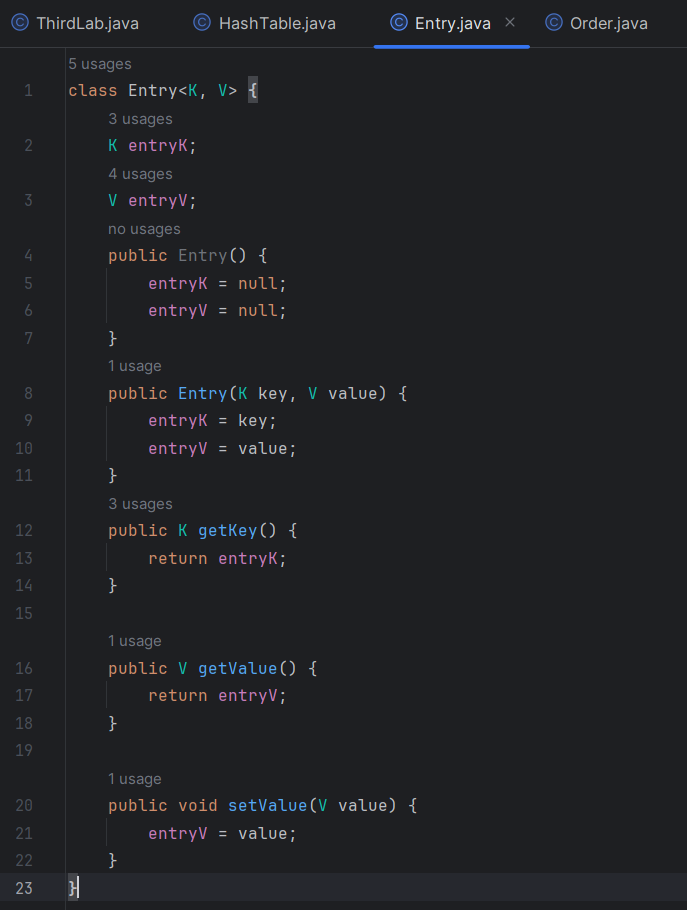 ThirdLab.java HashTable.java Entry.java Order.java
5 usages
1 class Entry<K, V> {
3 usages
2 K entryK;
4 usages
3 V entryV;
no usages
4 public Entry() {
5 entryK = null;
6 entryV = null;
7 }
1 usage
8 public Entry(K key, V value) {
9 entryK = key;
10 entryV = value;
11 }
3 usages
12 public K getKey() {
13 return entryK;
14 }
15
1 usage
16 public V getValue() {
17 return entryV;
18 }
19
1 usage
20 public void setValue(V value) {
21 entryV = value;
22 }
23 }